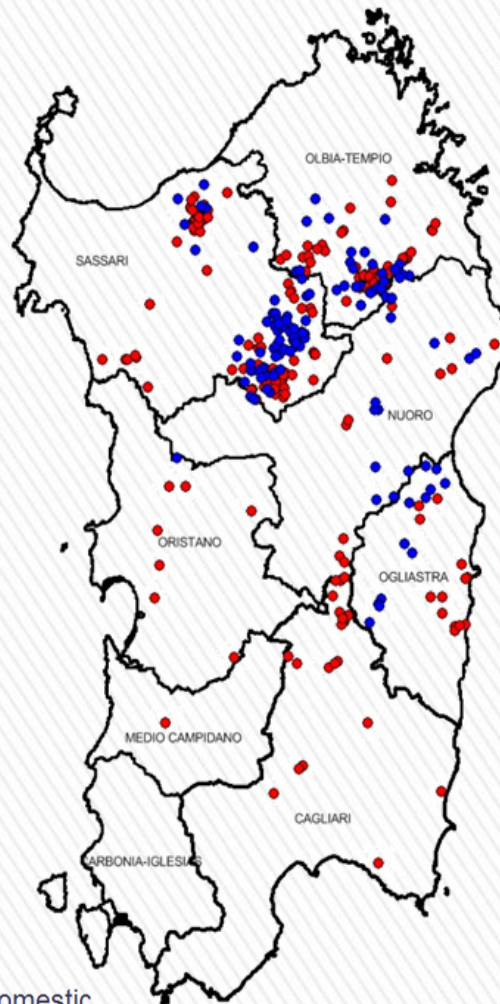 OLBIA-TEMPIO
SASSARI
NUORO
ORISTANO
OGLIASTRA
MEDIO CAMPIDANO
CAGLIARI
CARBONIA-IGLESIAS
omestic